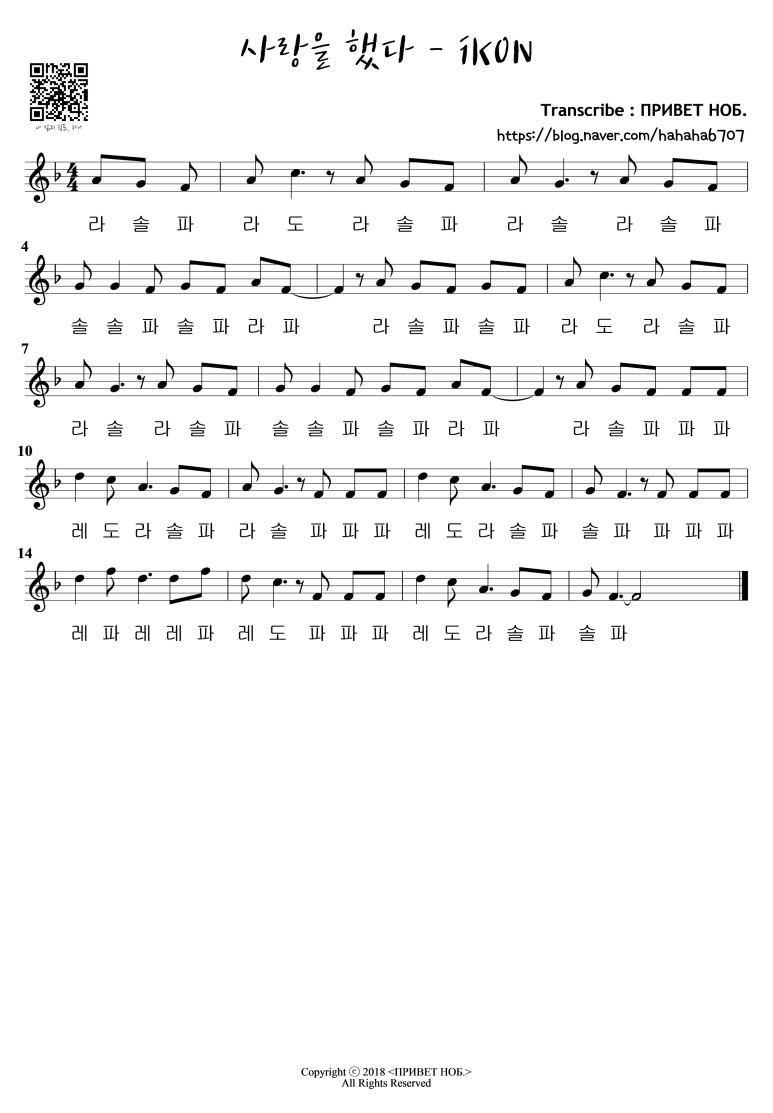 사랑을 했다 - iKON
Transcribe : ПРИВЕТ НОБ.
https://blog.naver.com/hahaha6707
4
4
라 솔 파 라 도 라 솔 파 라 솔 라 솔 파
4
솔 솔 파 솔 파 라 파 라 솔 파 솔 파 라 도 라 솔 파
7
라 솔 라 솔 파 솔 솔 파 솔 파 라 파 라 솔 파 파 파
10
레 도 라 솔 파 라 솔 파 파 파 레 도 라 솔 파 솔 파 파 파 파
14
레 파 레 레 파 레 도 파 파 파 레 도 라 솔 파 솔 파
Copyright ⓒ 2018 <ПРИВЕТ НОБ.>
All Rights Reserved